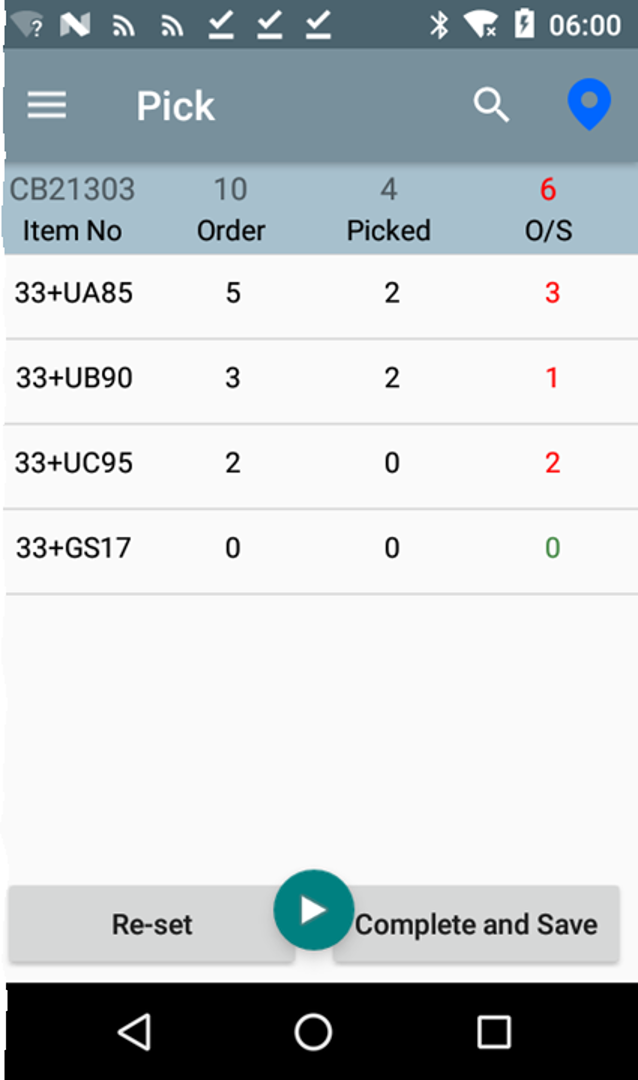 06:00
Pick
CB21303 10 4 6
Item No Order Picked O/S
33+UA85 5 2 3
33+UB90 3 2 1
33+UC95 2 0 2
33+GS17 0 0 0
Re-set Complete and Save